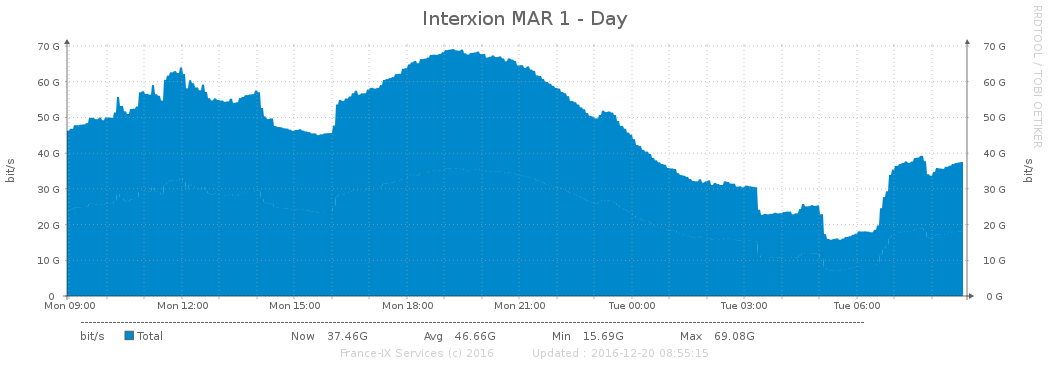 Interxion MAR 1 - Day
RRDTOOL / TOBI OETIKER
bit/s
bit/s
70 G 70 G
60 G 60 G
50 G 50 G
40 G 40 G
30 G 30 G
20 G 20 G
10 G 10 G
0 0 G
Mon 09:00 Mon 12:00 Mon 15:00 Mon 18:00 Mon 21:00 Tue 00:00 Tue 03:00 Tue 06:00
bit/s Total Now 37.46G Avg 46.66G Min 15.69G Max 69.08G
France-IX Services (c) 2016 Updated : 2016-12-20 08:55:15